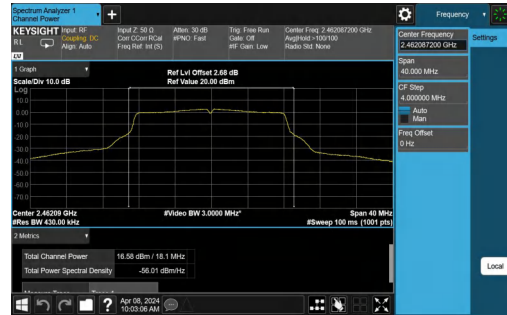 Spectrum Analyzer 1
Channel Power
Frequency
KEYSIGHT
RL
Input: RF
Coupling: DC
Align: Auto
Input Z: 50 Ω
Corr CCorr RCal
Freq Ref: Int (S)
Atten: 30 dB
#PNO: Fast
Trig: Free Run
Gate: Off
#IF Gain: Low
Center Freq: 2.462087200 GHz
Avg|Hold:>100/100
Radio Std: None
Center Frequency
2.462087200 GHz
Settings
Span
40.000 MHz
CF Step
4.000000 MHz
Auto
Man
Freq Offset
0 Hz
Local
1 Graph
Scale/Div 10.0 dB
Ref Lvl Offset 2.68 dB
Ref Value 20.00 dBm
Log
10.0
0.00
-10.0
-20.0
-30.0
-40.0
-50.0
-60.0
-70.0
Center 2.46209 GHz
#Video BW 3.0000 MHz*
Span 40 MHz
#Res BW 430.00 kHz
#Sweep 100 ms (1001 pts)
2 Metrics
Total Channel Power 16.58 dBm / 18.1 MHz
Total Power Spectral Density -56.01 dBm/Hz
?
Apr 08, 2024
10:03:06 AM